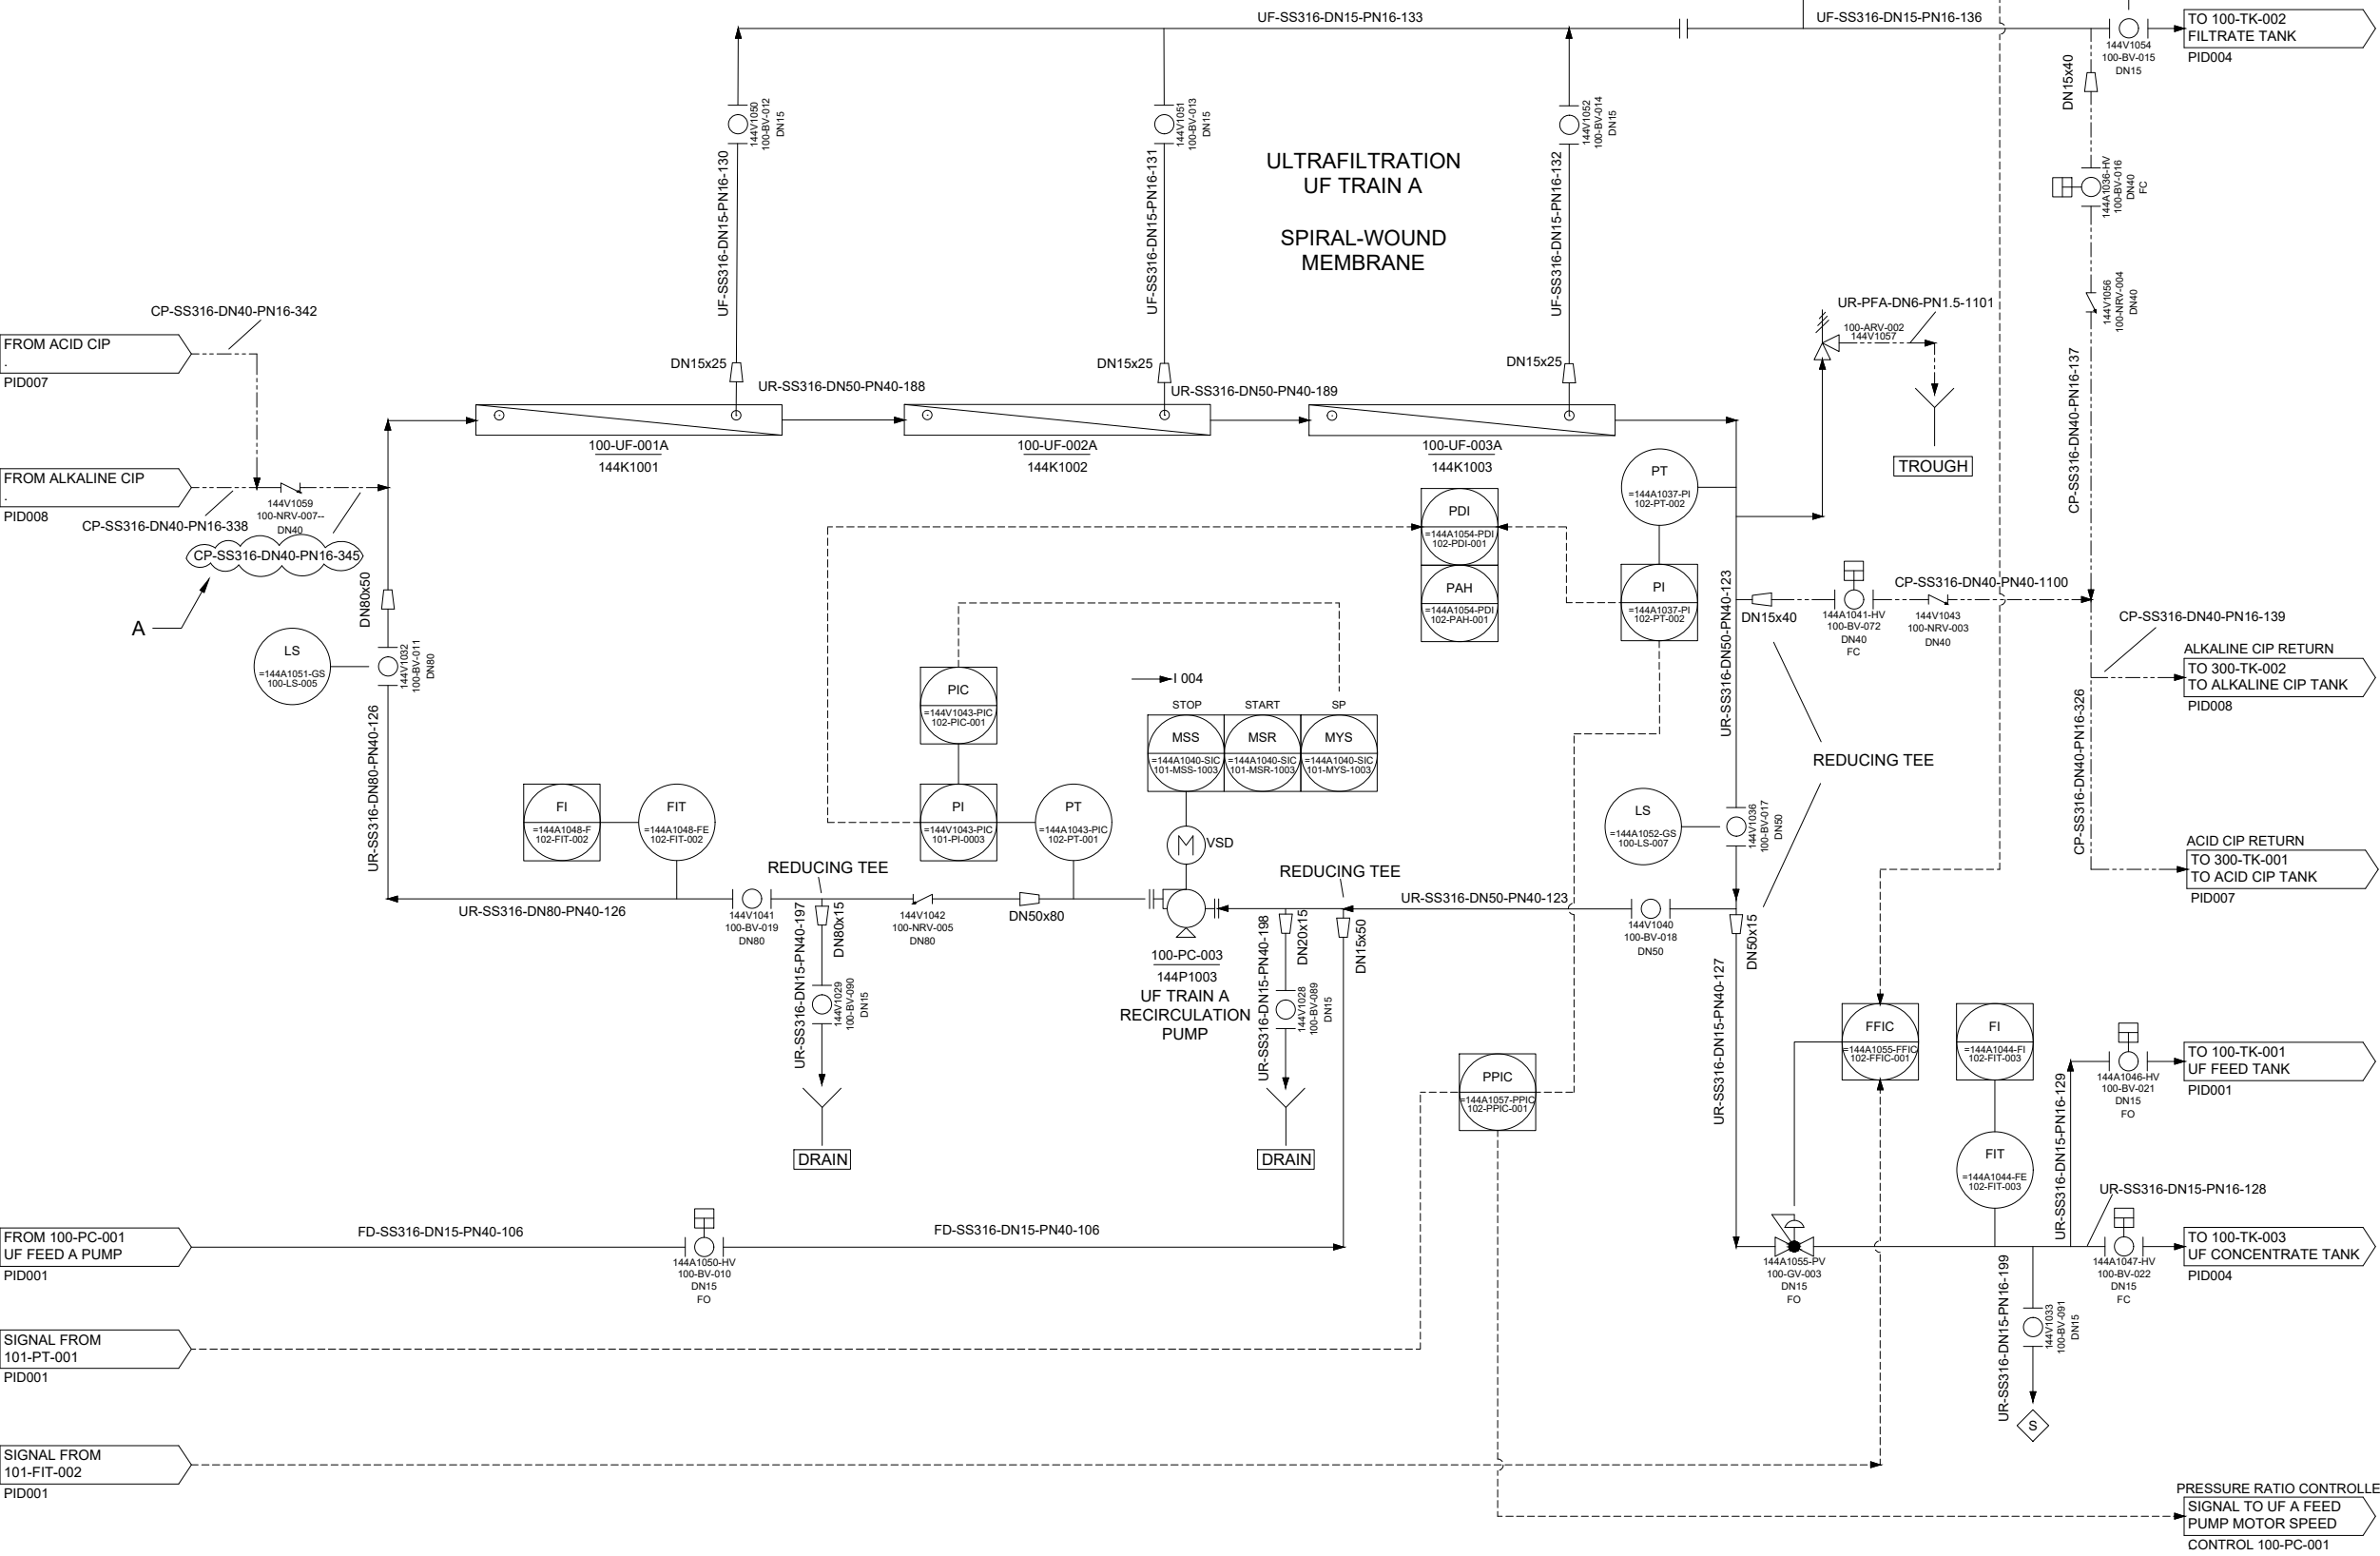 UF-SS316-DN15-PN16-133
UF-SS316-DN15-PN16-136
TO 100-TK-002
FILTRATE TANK
PID004
144V1054
100-BV-015
DN15
DN15x40
144V1050
100-BV-012
DN15
144V1051
100-BV-013
DN15
144V1052
100-BV-014
DN15
UF-SS316-DN15-PN16-130
UF-SS316-DN15-PN16-131
UF-SS316-DN15-PN16-132
ULTRAFILTRATION
UF TRAIN A
SPIRAL-WOUND
MEMBRANE
144A1036-HV
100-BV-016
DN40
FC
144V1056
100-NRV-004
DN40
CP-SS316-DN40-PN16-137
UR-PFA-DN6-PN1.5-1101
100-ARV-002
144V1057
TROUGH
CP-SS316-DN40-PN16-342
FROM ACID CIP
.
PID007
FROM ALKALINE CIP
.
PID008
144V1059
100-NRV-007--
DN40
CP-SS316-DN40-PN16-338
CP-SS316-DN40-PN16-345
A
DN15x25
UR-SS316-DN50-PN40-188
DN15x25
UR-SS316-DN50-PN40-189
DN15x25
100-UF-001A
144K1001
100-UF-002A
144K1002
100-UF-003A
144K1003
PT
=144A1037-PI
102-PT-002
PDI
=144A1054-PDI
102-PDI-001
PAH
=144A1054-PDI
102-PAH-001
PI
=144A1037-PI
102-PT-002
UR-SS316-DN50-PN40-123
DN15x40
144A1041-HV
100-BV-072
DN40
FC
144V1043
100-NRV-003
DN40
CP-SS316-DN40-PN40-1100
CP-SS316-DN40-PN16-139
ALKALINE CIP RETURN
TO 300-TK-002
TO ALKALINE CIP TANK
PID008
CP-SS316-DN40-PN16-326
ACID CIP RETURN
TO 300-TK-001
TO ACID CIP TANK
PID007
REDUCING TEE
DN80x50
LS
=144A1051-GS
100-LS-005
144V1032
100-BV-011
DN80
UR-SS316-DN80-PN40-126
PIC
=144V1043-PIC
102-PIC-001
I 004
STOP
START
SP
MSS
=144A1040-SIC
101-MSS-1003
MSR
=144A1040-SIC
101-MSR-1003
MYS
=144A1040-SIC
101-MYS-1003
FI
=144A1048-F
102-FIT-002
FIT
=144A1048-FE
102-FIT-002
PI
=144V1043-PIC
101-PI-0003
PT
=144A1043-PIC
102-PT-001
M
VSD
LS
=144A1052-GS
100-LS-007
144V1036
100-BV-017
DN50
REDUCING TEE
REDUCING TEE
UR-SS316-DN80-PN40-126
144V1041
100-BV-019
DN80
144V1042
100-NRV-005
DN80
DN50x80
UR-SS316-DN50-PN40-123
144V1040
100-BV-018
DN50
UR-SS316-DN15-PN40-197
DN80x15
144V1029
100-BV-090
DN15
DRAIN
100-PC-003
144P1003
UF TRAIN A
RECIRCULATION
PUMP
UR-SS316-DN15-PN40-198
DN20x15
144V1028
100-BV-089
DN15
DRAIN
DN15x50
DN50x15
UR-SS316-DN15-PN40-127
FFIC
=144A1055-FFIC
102-FFIC-001
FI
=144A1044-FI
102-FIT-003
FIT
=144A1044-FE
102-FIT-003
PPIC
=144A1057-PPIC
102-PPIC-001
144A1046-HV
100-BV-021
DN15
FO
TO 100-TK-001
UF FEED TANK
PID001
UR-SS316-DN15-PN16-129
UR-SS316-DN15-PN16-128
144A1047-HV
100-BV-022
DN15
FC
TO 100-TK-003
UF CONCENTRATE TANK
PID004
144A1055-PV
100-GV-003
DN15
FO
UR-SS316-DN15-PN16-199
144V1033
100-BV-091
DN15
S
FROM 100-PC-001
UF FEED A PUMP
PID001
FD-SS316-DN15-PN40-106
144A1050-HV
100-BV-010
DN15
FO
FD-SS316-DN15-PN40-106
SIGNAL FROM
101-PT-001
PID001
SIGNAL FROM
101-FIT-002
PID001
PRESSURE RATIO CONTROLLE
SIGNAL TO UF A FEED
PUMP MOTOR SPEED
CONTROL 100-PC-001